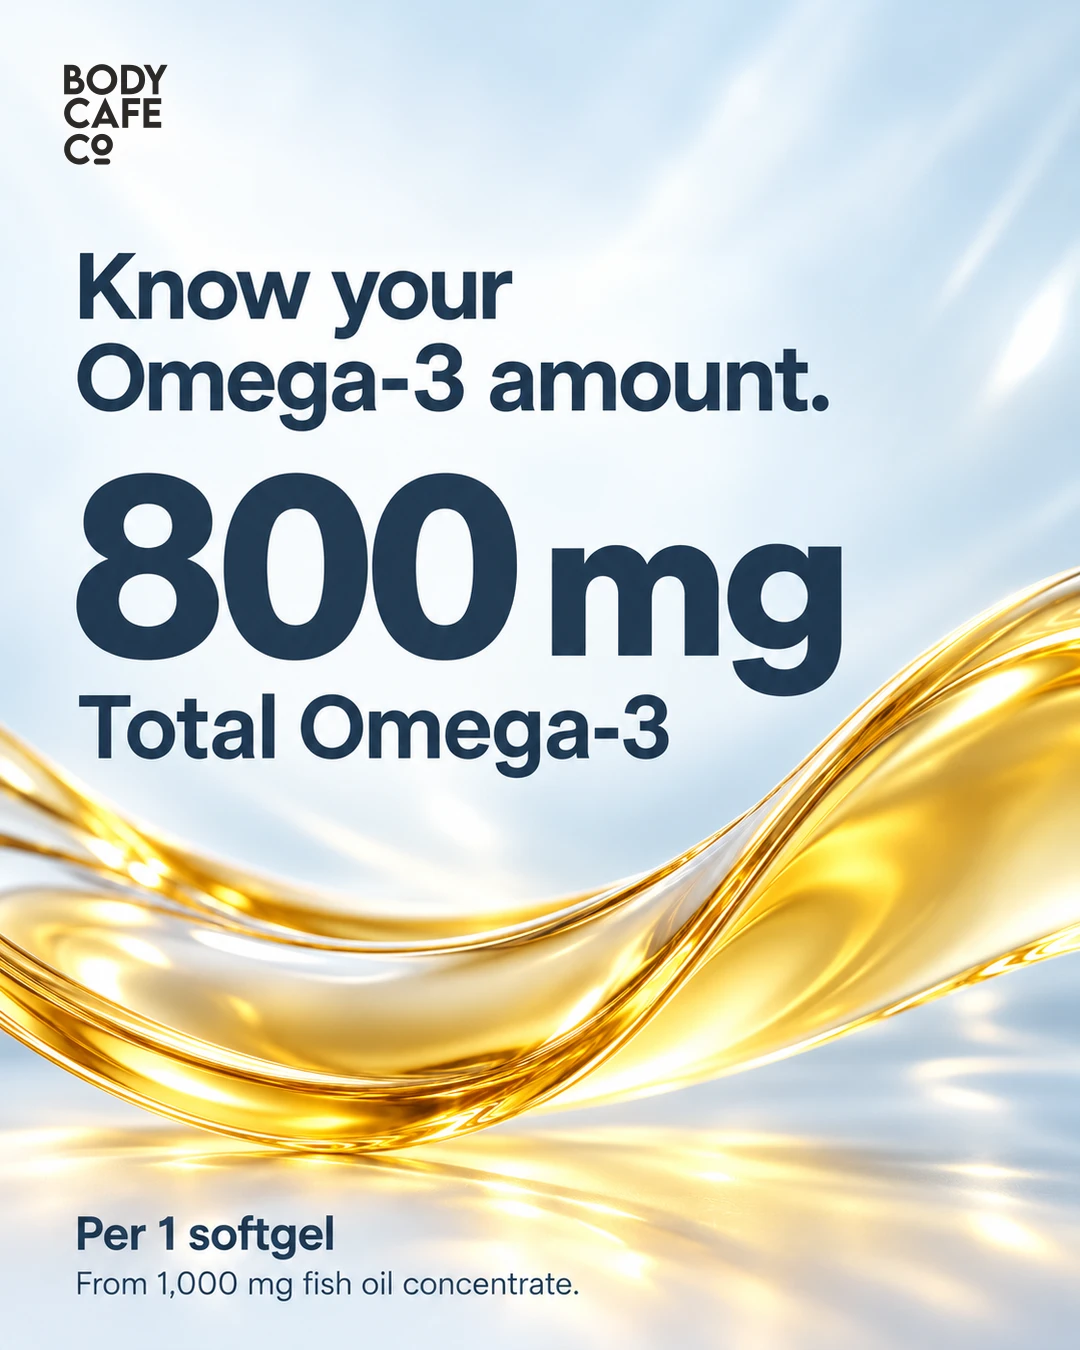 BODY
CAFE
Cº
Know your
Omega-3 amount.
800 mg
Total Omega-3
Per 1 softgel
From 1,000 mg fish oil concentrate.